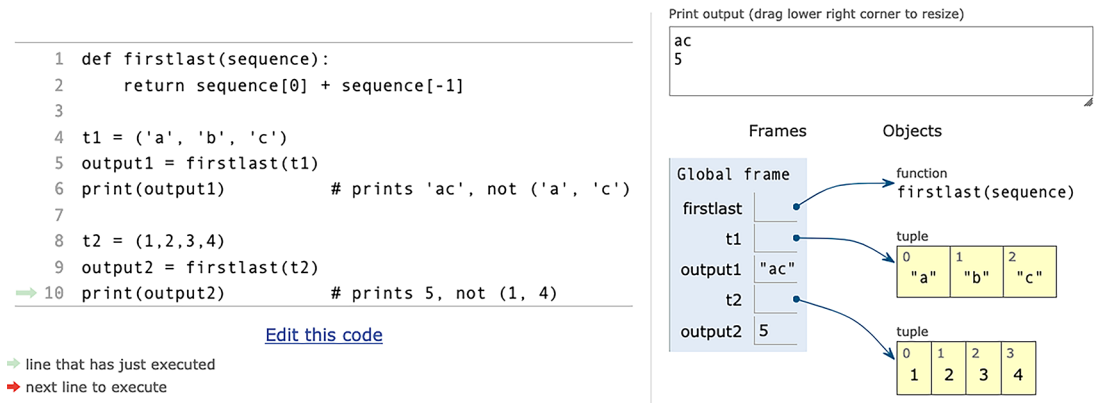 1 def firstlast(sequence):
2     return sequence[0] + sequence[-1]
3
4 t1 = ('a', 'b', 'c')
5 output1 = firstlast(t1)
6 print(output1)          # prints 'ac', not ('a', 'c')
7
8 t2 = (1,2,3,4)
9 output2 = firstlast(t2)
10 print(output2)          # prints 5, not (1, 4)
Edit this code
line that has just executed
next line to execute
Print output (drag lower right corner to resize)
ac
5
Frames Objects
Global frame
firstlast
t1
output1 "ac"
t2
output2 5
function
firstlast(sequence)
tuple
0 1 2
"a" "b" "c"
tuple
0 1 2 3
1 2 3 4